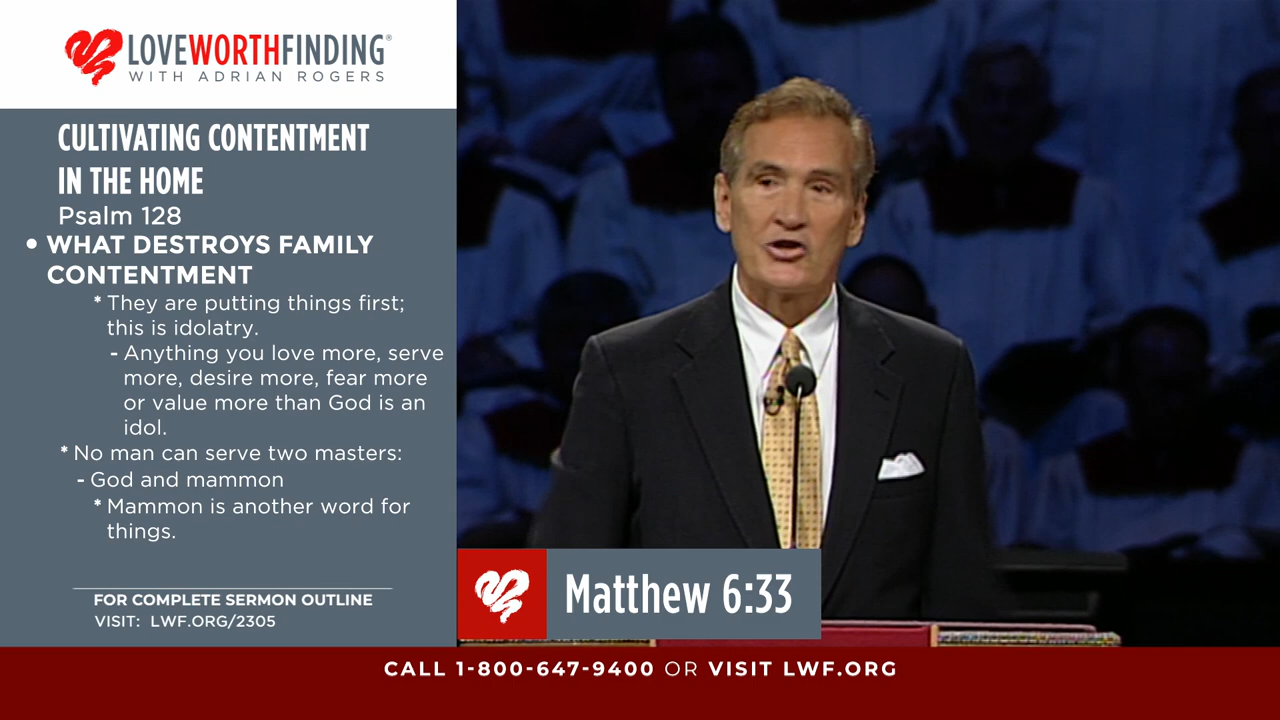 LOVEWORTHFINDING®
WITH ADRIAN ROGERS
CULTIVATING CONTENTMENT
IN THE HOME
Psalm 128
• WHAT DESTROYS FAMILY
CONTENTMENT
* They are putting things first;
this is idolatry.
- Anything you love more, serve
more, desire more, fear more
or value more than God is an
idol.
* No man can serve two masters:
- God and mammon
* Mammon is another word for
things.
FOR COMPLETE SERMON OUTLINE
VISIT: LWF.ORG/2305
Matthew 6:33
CALL 1-800-647-9400 OR VISIT LWF.ORG